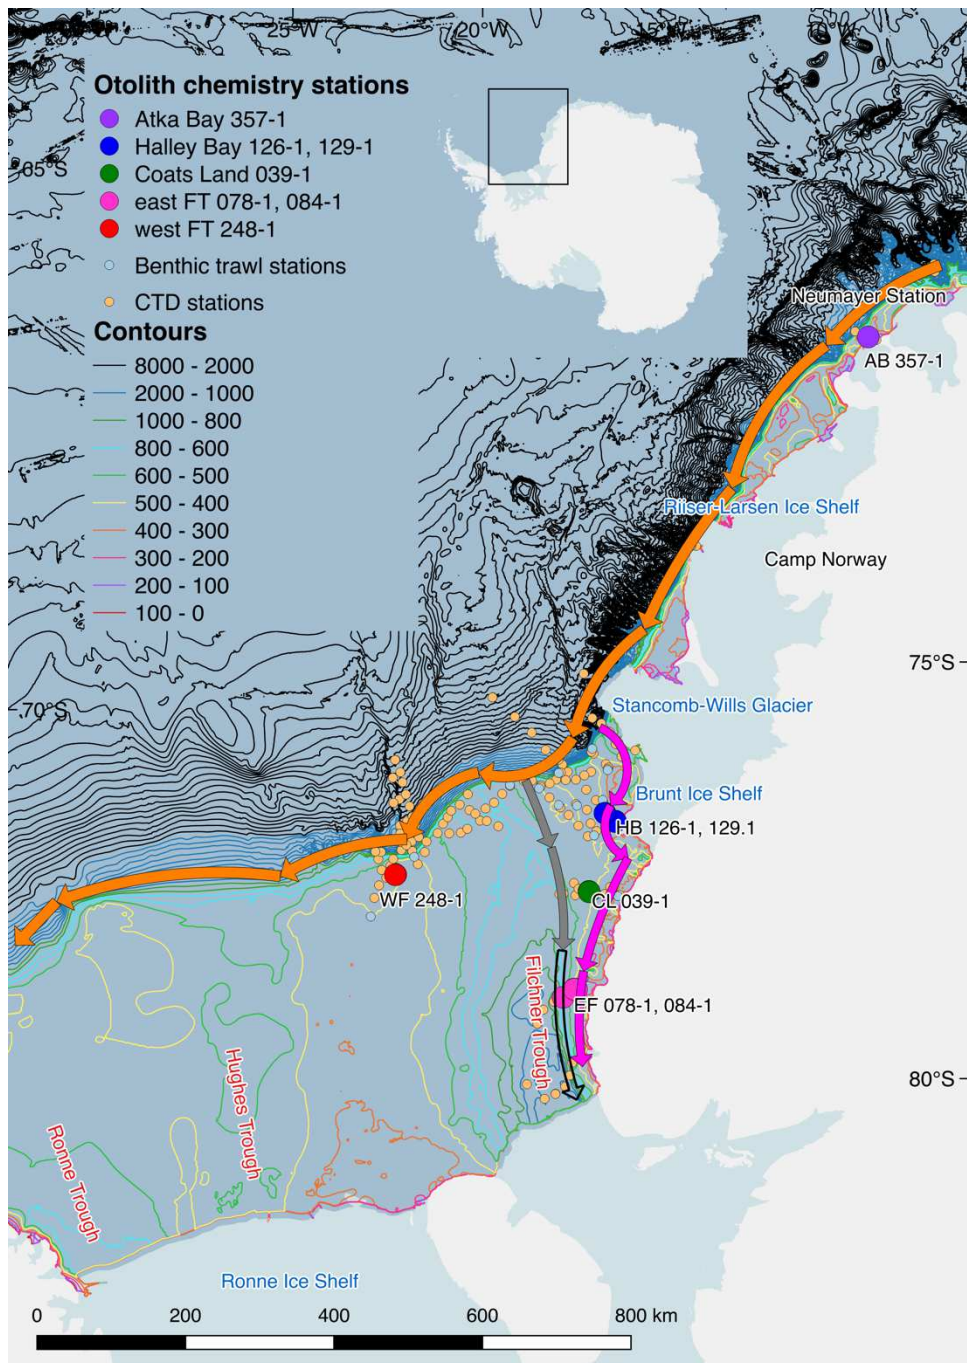 25°W
20°W
15°W
10°W
Otolith chemistry stations
Atka Bay 357-1
Halley Bay 126-1, 129-1
Coats Land 039-1
east FT 078-1, 084-1
west FT 248-1
Benthic trawl stations
CTD stations
Contours
8000 - 2000
2000 - 1000
1000 - 800
800 - 600
600 - 500
500 - 400
400 - 300
300 - 200
200 - 100
100 - 0
65°S
Neumayer Station
AB 357-1
Riiser-Larsen Ice Shelf
Camp Norway
75°S
70°S
Stancomb-Wills Glacier
Brunt Ice Shelf
HB 126-1, 129.1
WF 248-1
CL 039-1
EF 078-1, 084-1
Filchner Trough
Hughes Trough
Ronne Trough
80°S
Ronne Ice Shelf
0 200 400 600 800 km